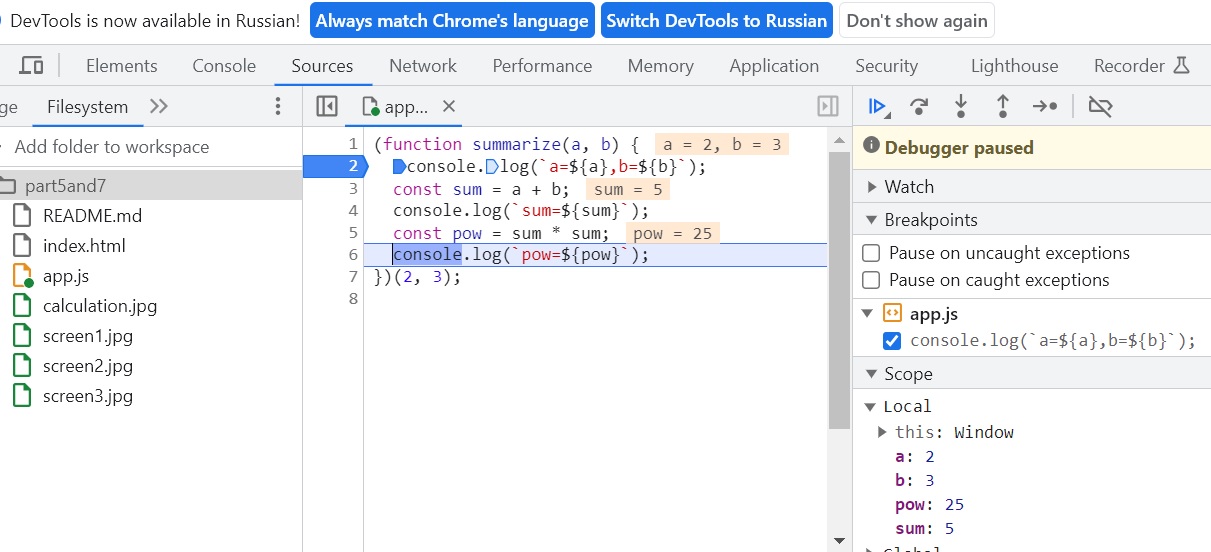 DevTools is now available in Russian! Always match Chrome's language Switch DevTools to Russian Don't show again
Elements Console Sources Network Performance Memory Application Security Lighthouse Recorder
ge Filesystem
Add folder to workspace
part5and7
README.md
index.html
app.js
calculation.jpg
screen1.jpg
screen2.jpg
screen3.jpg
app...
1 (function summarize(a, b) { a = 2, b = 3
2 console.log(`a=${a},b=${b}`);
3 const sum = a + b; sum = 5
4 console.log(`sum=${sum}`);
5 const pow = sum * sum; pow = 25
6 console.log(`pow=${pow}`);
7 })(2, 3);
8
Debugger paused
Watch
Breakpoints
Pause on uncaught exceptions
Pause on caught exceptions
app.js
console.log(`a=${a},b=${b}`);
Scope
Local
this: Window
a: 2
b: 3
pow: 25
sum: 5
Global